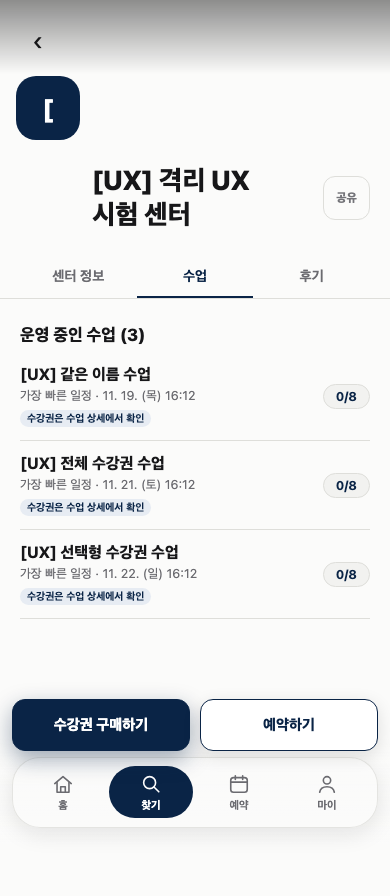 [
[UX] 격리 UX
시험 센터
공유
센터 정보
수업
후기
운영 중인 수업 (3)
[UX] 같은 이름 수업
가장 빠른 일정 · 11. 19. (목) 16:12
수강권은 수업 상세에서 확인
0/8
[UX] 전체 수강권 수업
가장 빠른 일정 · 11. 21. (토) 16:12
수강권은 수업 상세에서 확인
0/8
[UX] 선택형 수강권 수업
가장 빠른 일정 · 11. 22. (일) 16:12
수강권은 수업 상세에서 확인
0/8
수강권 구매하기
예약하기
홈
찾기
예약
마이